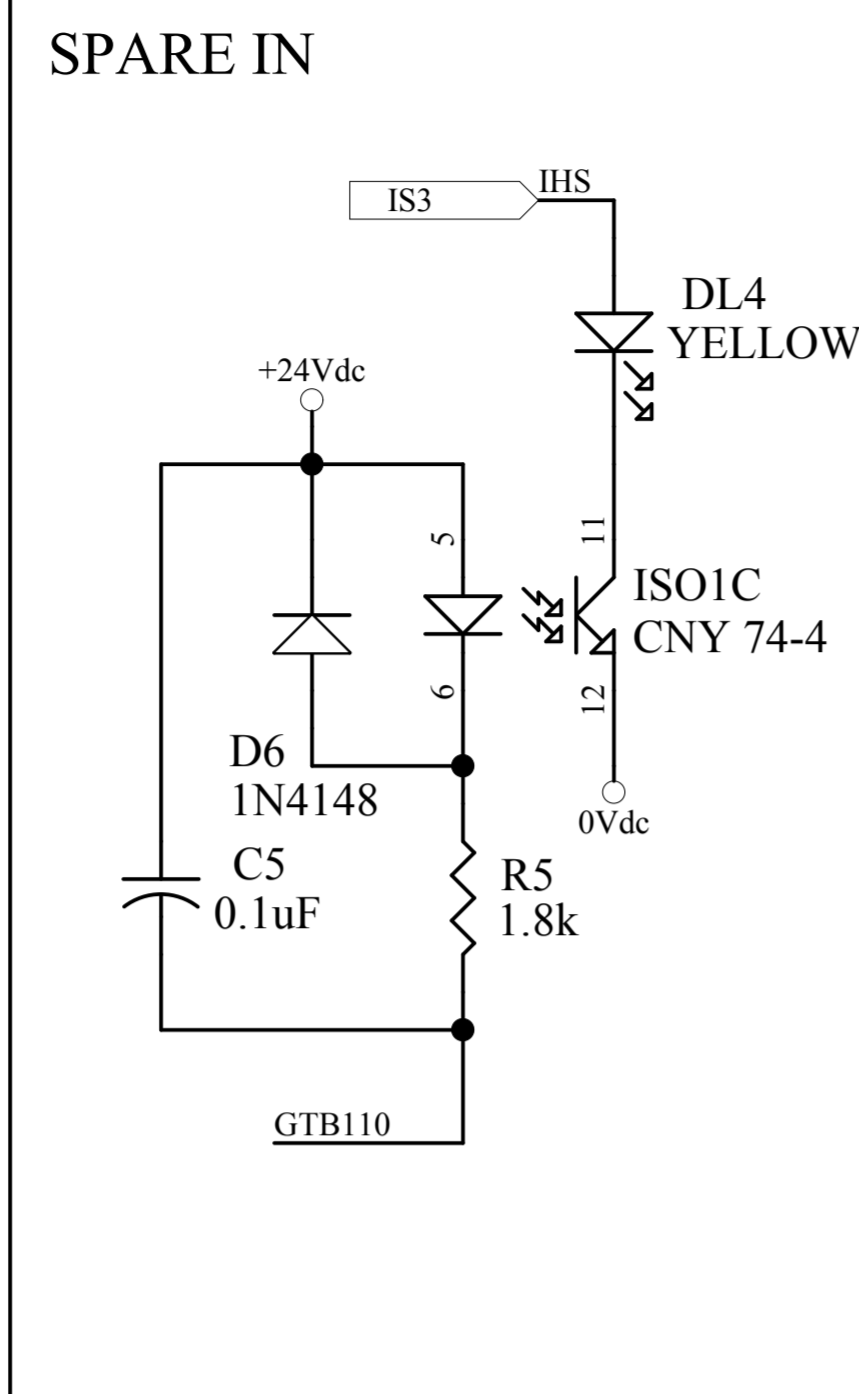 SPARE IN
IS3
IHS
DL4
YELLOW
+24Vdc
5
11
ISO1C
CNY 74-4
6
12
D6
1N4148
0Vdc
C5
0.1uF
R5
1.8k
GTB110